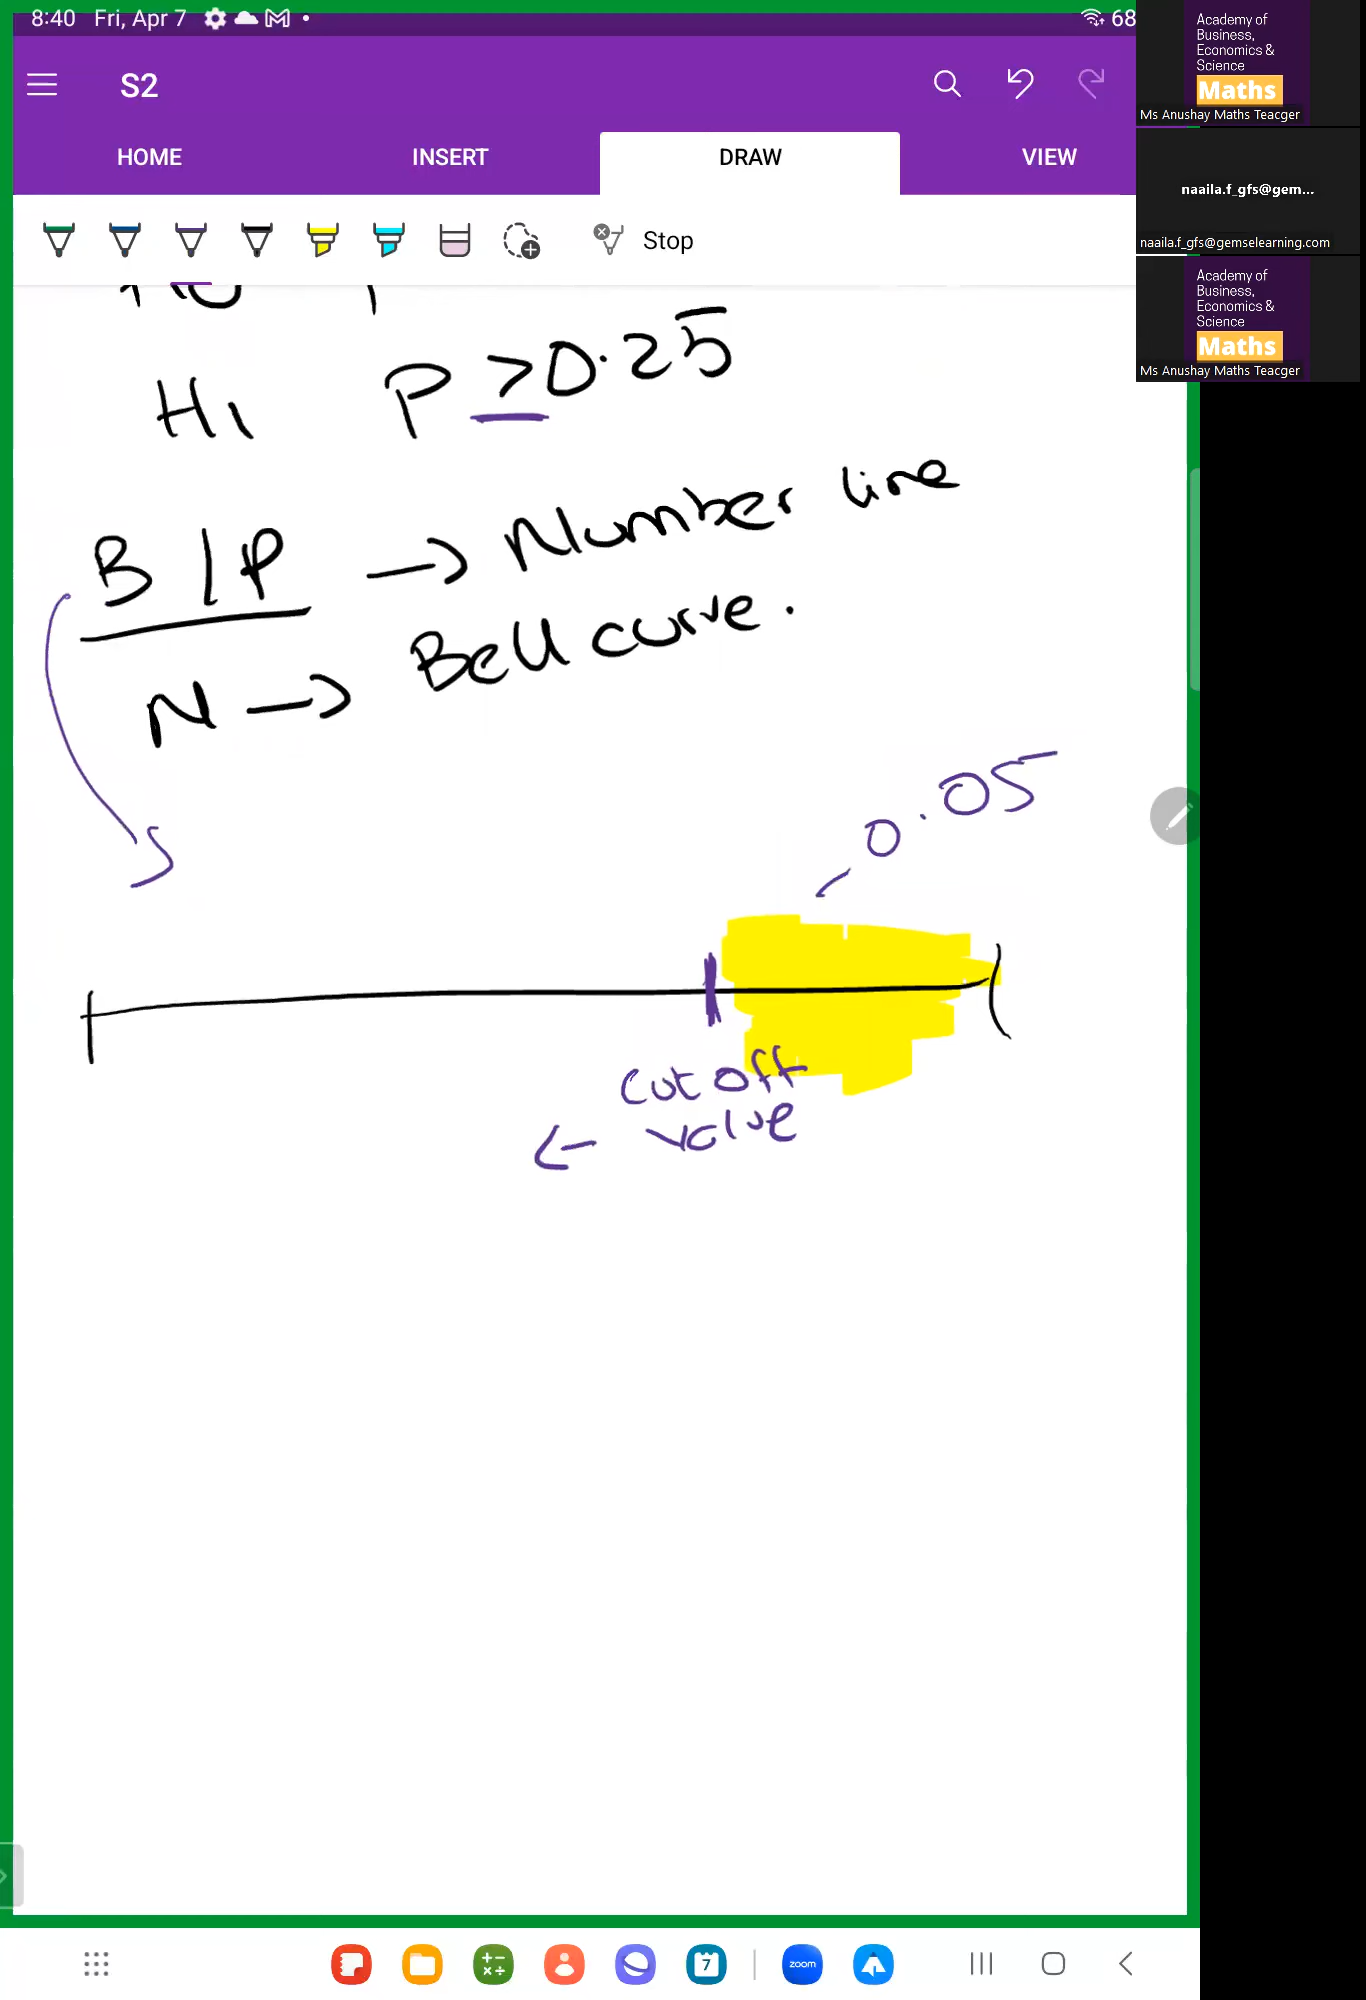 8:40 Fri, Apr 7
68
S2
HOME INSERT DRAW VIEW
Stop
Academy of
Business,
Economics &
Science
Maths
Ms Anushay Maths Teacger
naaila.f_gfs@gem...
naaila.f_gfs@gemselearning.com
Academy of
Business,
Economics &
Science
Maths
Ms Anushay Maths Teacger
H1 P >0.25
B / P → Number line
N → Bell curve.
0.05
cut off
← value
7
zoom